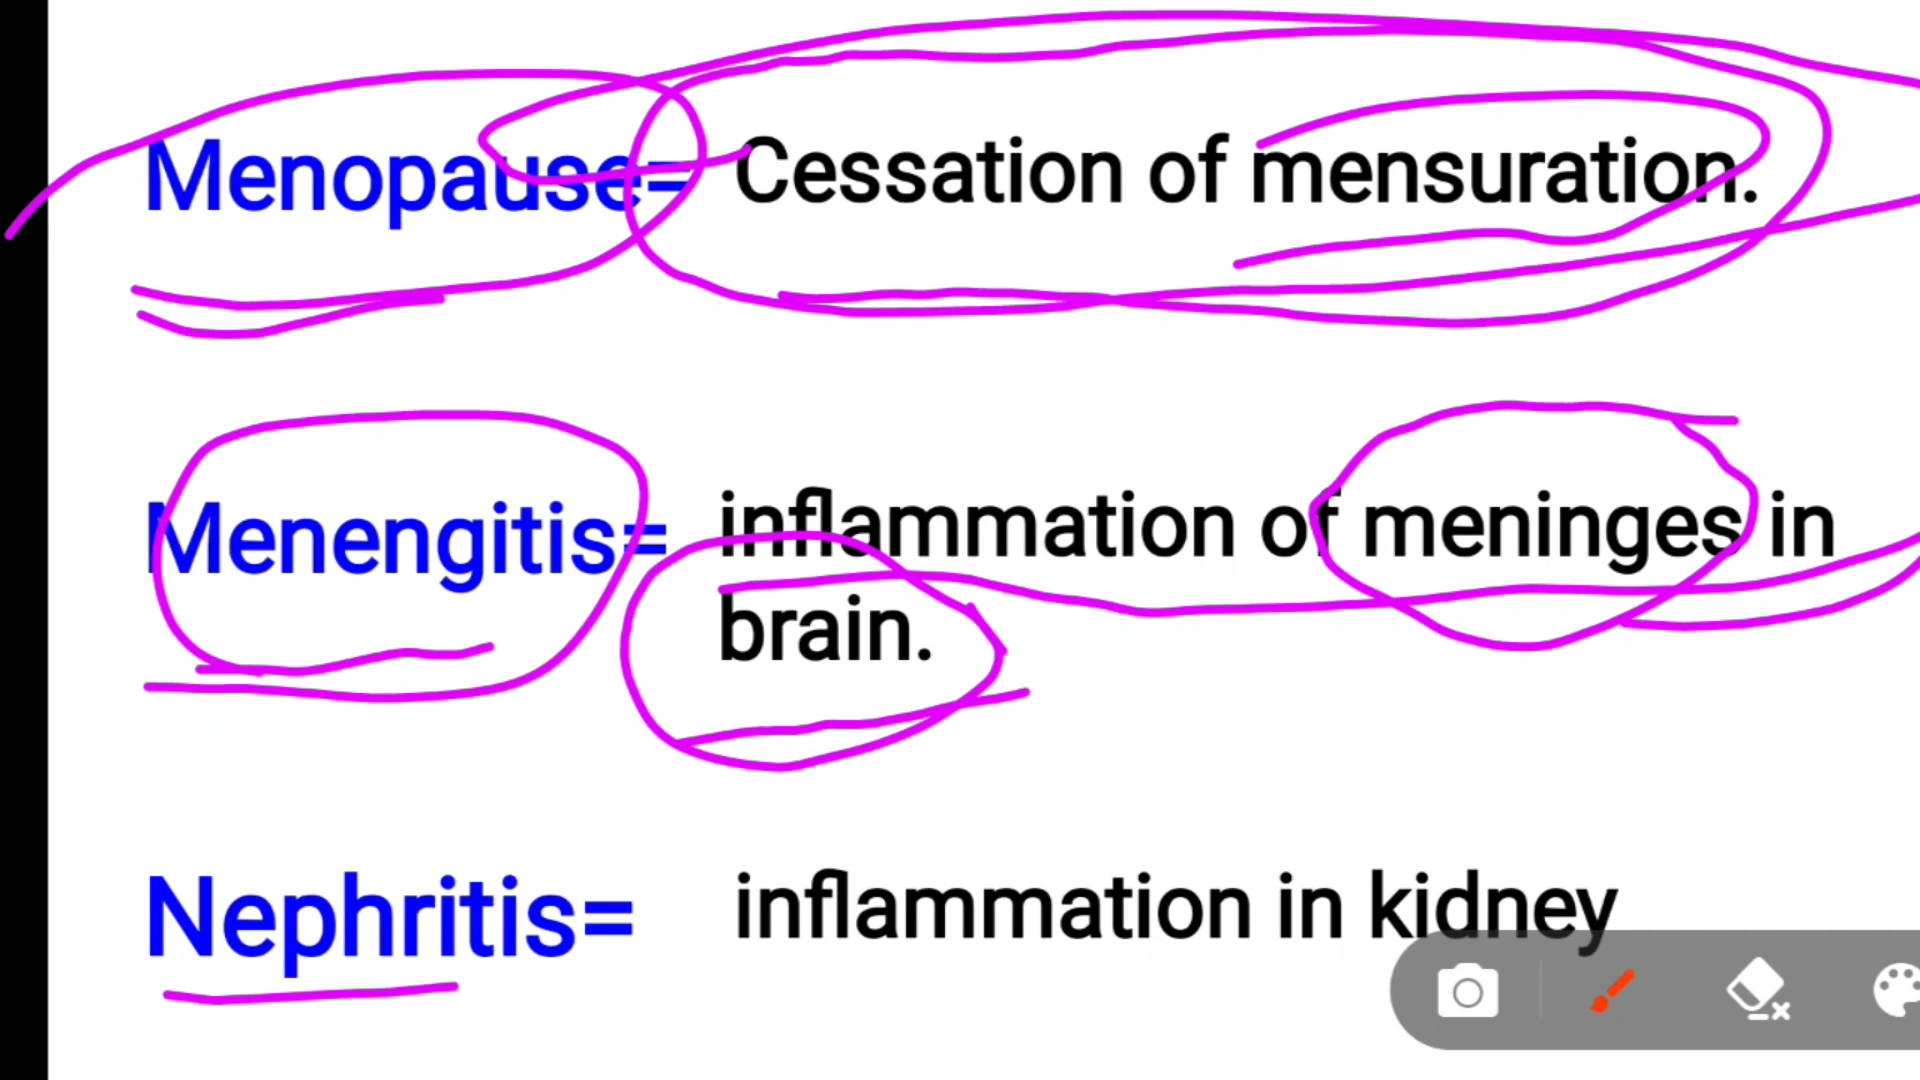 Menopause= Cessation of mensuration.
Menengitis= inflammation of meninges in
brain.
Nephritis= inflammation in kidney